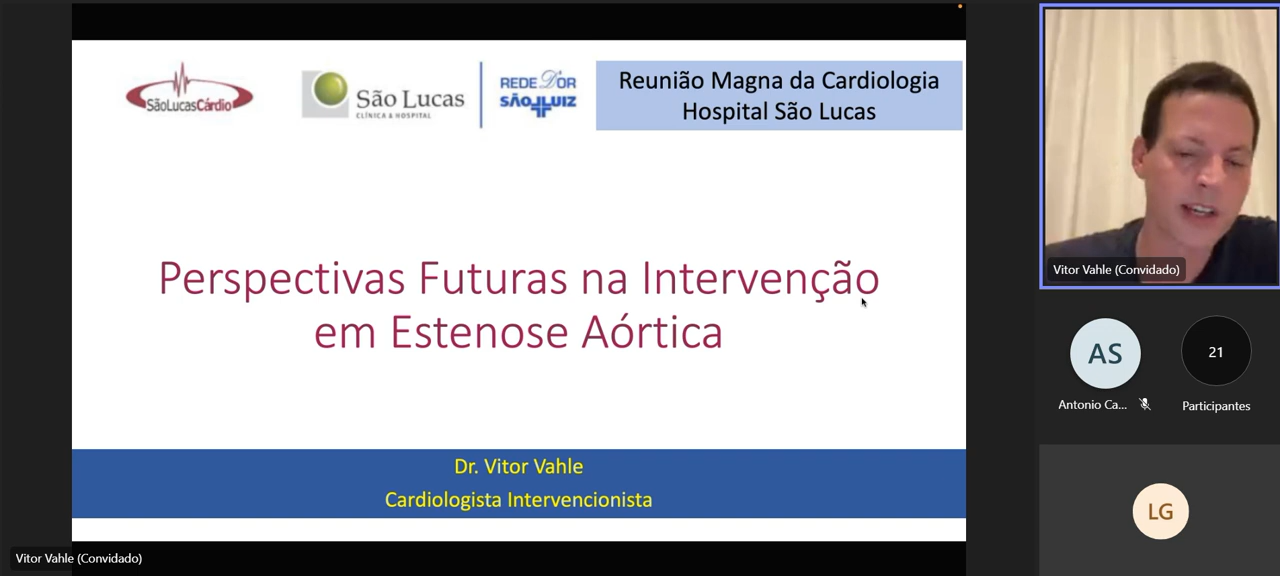 SãoLucasCárdio
São Lucas
CLÍNICA & HOSPITAL
REDE D'OR
SÃO LUIZ
Reunião Magna da Cardiologia
Hospital São Lucas
Perspectivas Futuras na Intervenção
em Estenose Aórtica
Dr. Vitor Vahle
Cardiologista Intervencionista
Vitor Vahle (Convidado)
Vitor Vahle (Convidado)
AS
21
Antonio Ca...
Participantes
LG